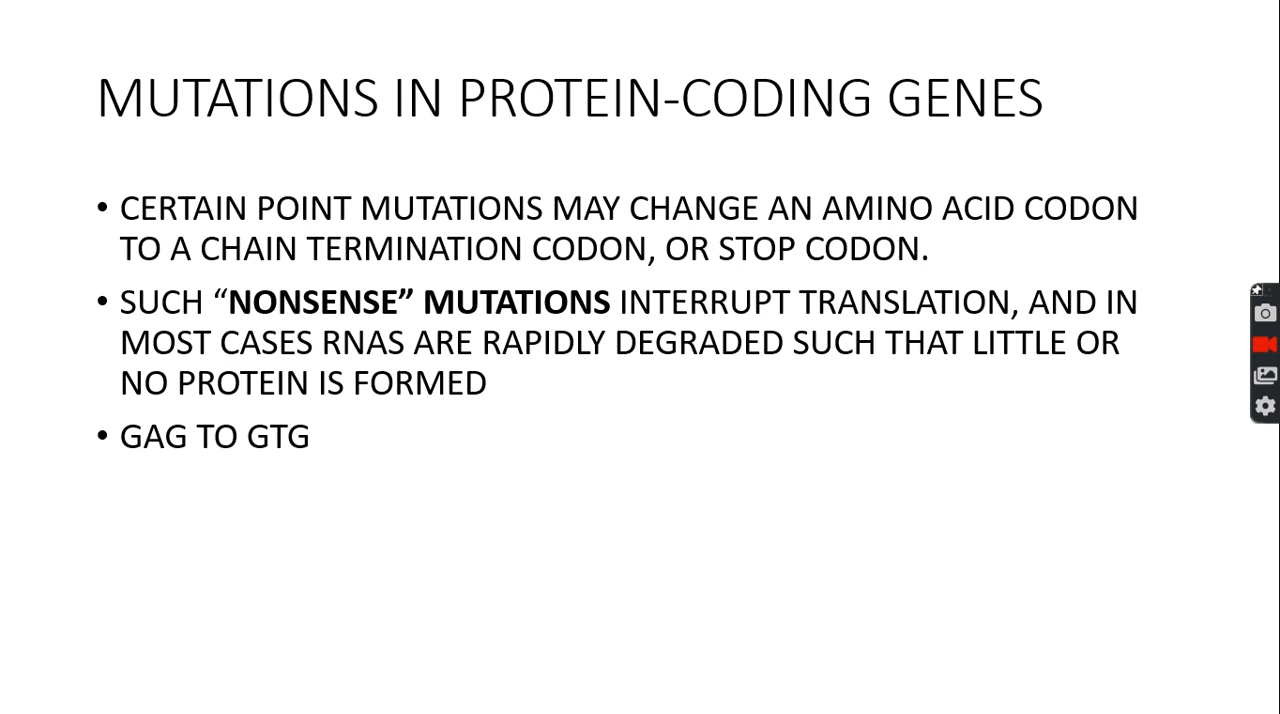 MUTATIONS IN PROTEIN-CODING GENES
• CERTAIN POINT MUTATIONS MAY CHANGE AN AMINO ACID CODON
TO A CHAIN TERMINATION CODON, OR STOP CODON.
• SUCH “NONSENSE” MUTATIONS INTERRUPT TRANSLATION, AND IN
MOST CASES RNAS ARE RAPIDLY DEGRADED SUCH THAT LITTLE OR
NO PROTEIN IS FORMED
• GAG TO GTG